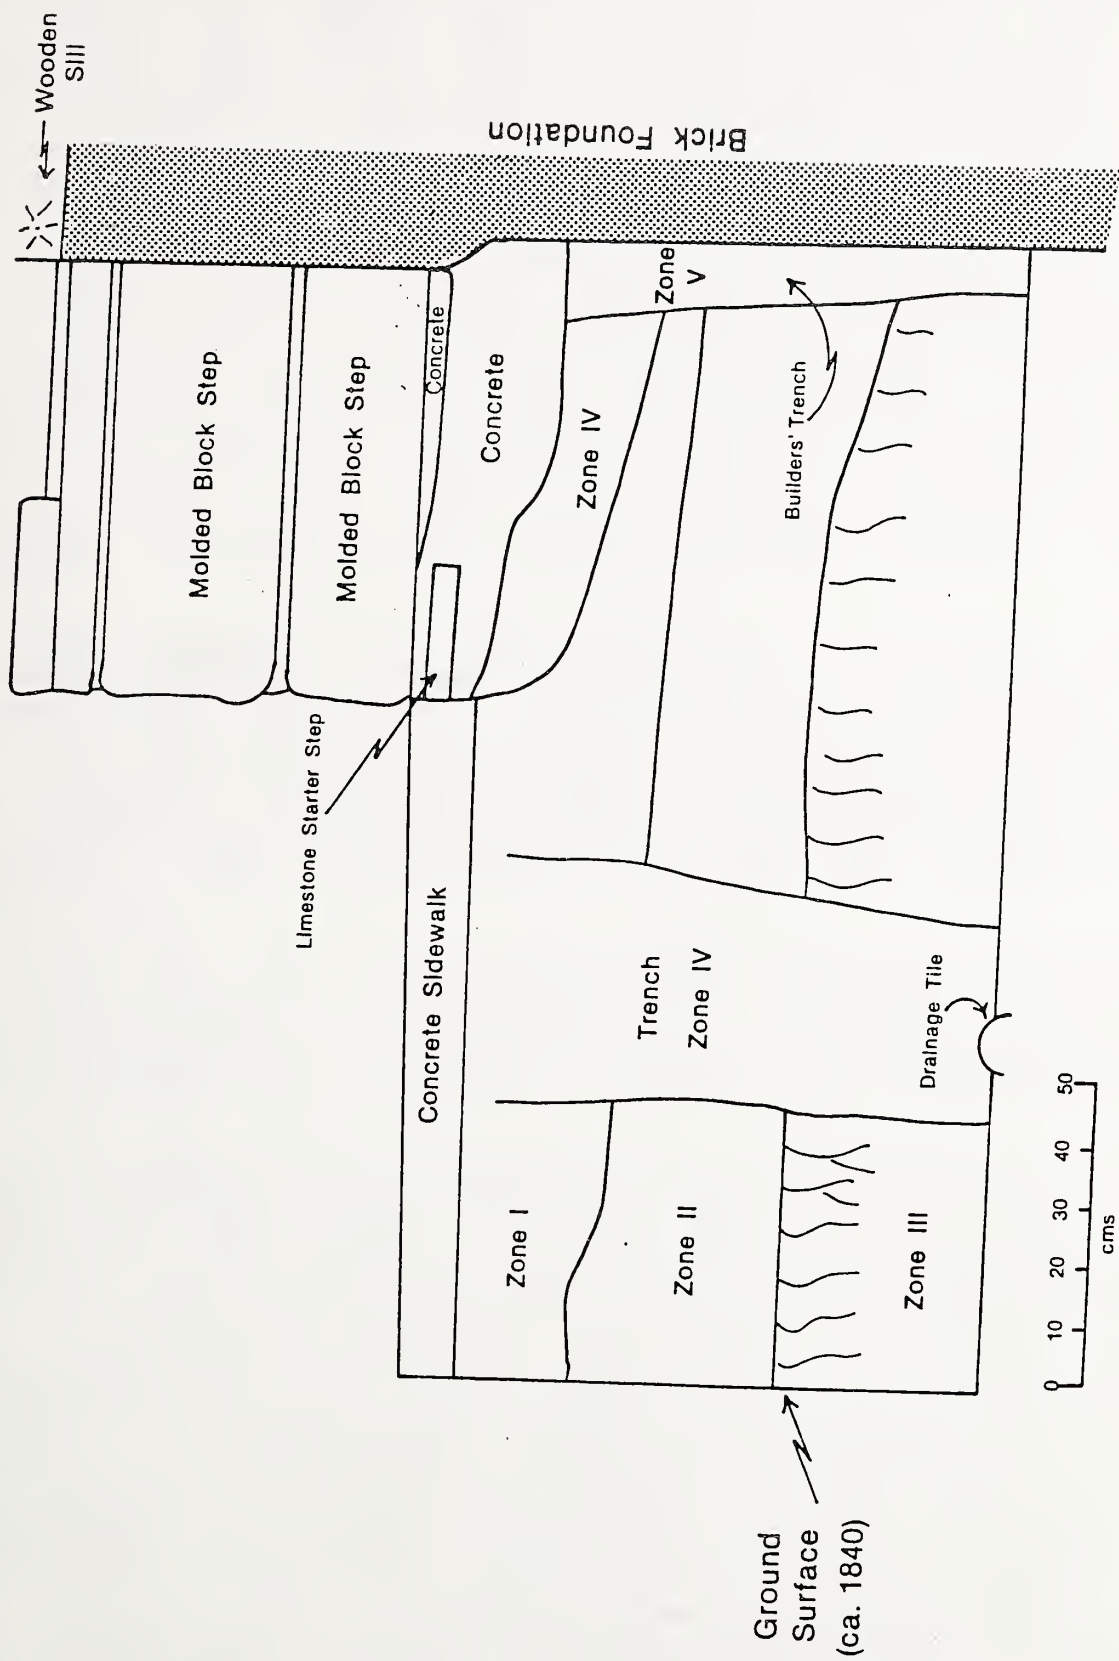 Wooden
Sill
Brick Foundation
Molded Block Step
Molded Block Step
Concrete
Concrete
Limestone Starter Step
Concrete Sidewalk
Zone IV
Zone
V
Builders' Trench
Trench
Zone IV
Drainage Tile
Zone I
Zone II
Zone III
Ground
Surface
(ca. 1840)
0 10 20 30 40 50
cms